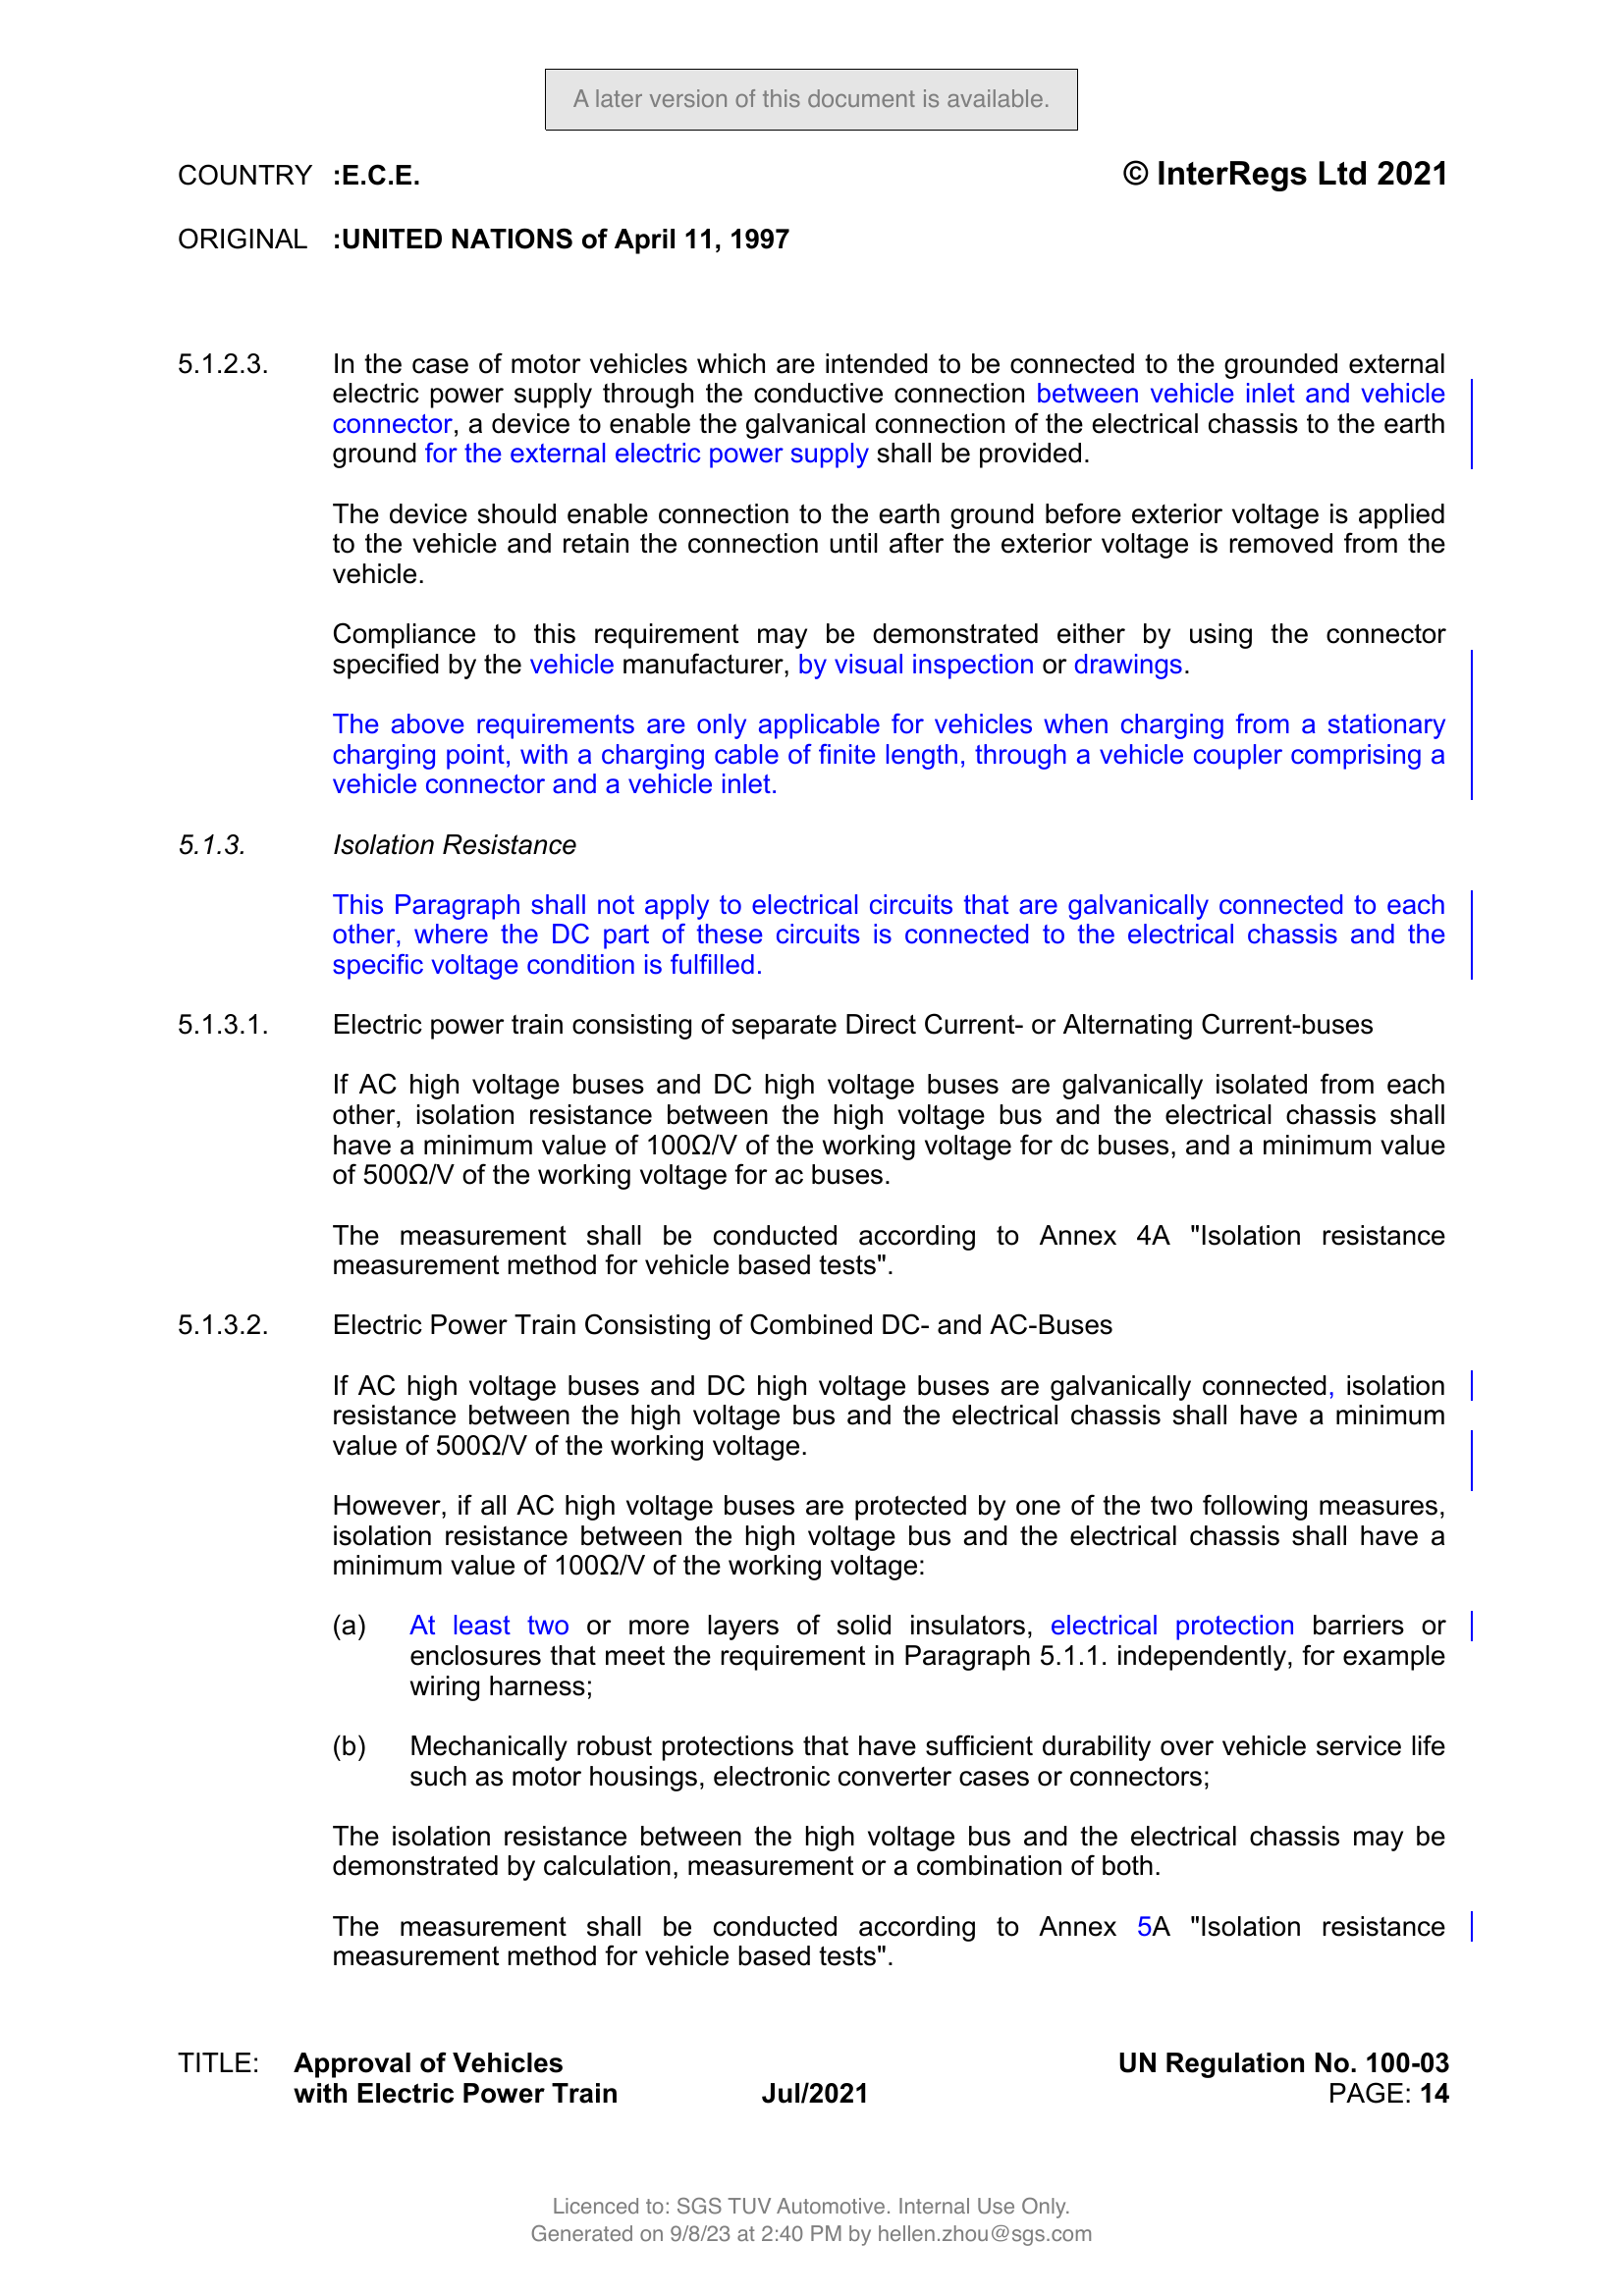 A later version of this document is available.
COUNTRY :E.C.E. © InterRegs Ltd 2021
ORIGINAL :UNITED NATIONS of April 11, 1997
5.1.2.3. In the case of motor vehicles which are intended to be connected to the grounded external
electric power supply through the conductive connection between vehicle inlet and vehicle
connector, a device to enable the galvanical connection of the electrical chassis to the earth
ground for the external electric power supply shall be provided.
The device should enable connection to the earth ground before exterior voltage is applied
to the vehicle and retain the connection until after the exterior voltage is removed from the
vehicle.
Compliance to this requirement may be demonstrated either by using the connector
specified by the vehicle manufacturer, by visual inspection or drawings.
The above requirements are only applicable for vehicles when charging from a stationary
charging point, with a charging cable of finite length, through a vehicle coupler comprising a
vehicle connector and a vehicle inlet.
5.1.3. Isolation Resistance
This Paragraph shall not apply to electrical circuits that are galvanically connected to each
other, where the DC part of these circuits is connected to the electrical chassis and the
specific voltage condition is fulfilled.
5.1.3.1. Electric power train consisting of separate Direct Current- or Alternating Current-buses
If AC high voltage buses and DC high voltage buses are galvanically isolated from each
other, isolation resistance between the high voltage bus and the electrical chassis shall
have a minimum value of 100Ω/V of the working voltage for dc buses, and a minimum value
of 500Ω/V of the working voltage for ac buses.
The measurement shall be conducted according to Annex 4A "Isolation resistance
measurement method for vehicle based tests".
5.1.3.2. Electric Power Train Consisting of Combined DC- and AC-Buses
If AC high voltage buses and DC high voltage buses are galvanically connected, isolation
resistance between the high voltage bus and the electrical chassis shall have a minimum
value of 500Ω/V of the working voltage.
However, if all AC high voltage buses are protected by one of the two following measures,
isolation resistance between the high voltage bus and the electrical chassis shall have a
minimum value of 100Ω/V of the working voltage:
(a) At least two or more layers of solid insulators, electrical protection barriers or
enclosures that meet the requirement in Paragraph 5.1.1. independently, for example
wiring harness;
(b) Mechanically robust protections that have sufficient durability over vehicle service life
such as motor housings, electronic converter cases or connectors;
The isolation resistance between the high voltage bus and the electrical chassis may be
demonstrated by calculation, measurement or a combination of both.
The measurement shall be conducted according to Annex 5A "Isolation resistance
measurement method for vehicle based tests".
TITLE: Approval of Vehicles UN Regulation No. 100-03
with Electric Power Train Jul/2021 PAGE: 14
Licenced to: SGS TUV Automotive. Internal Use Only.
Generated on 9/8/23 at 2:40 PM by hellen.zhou@sgs.com